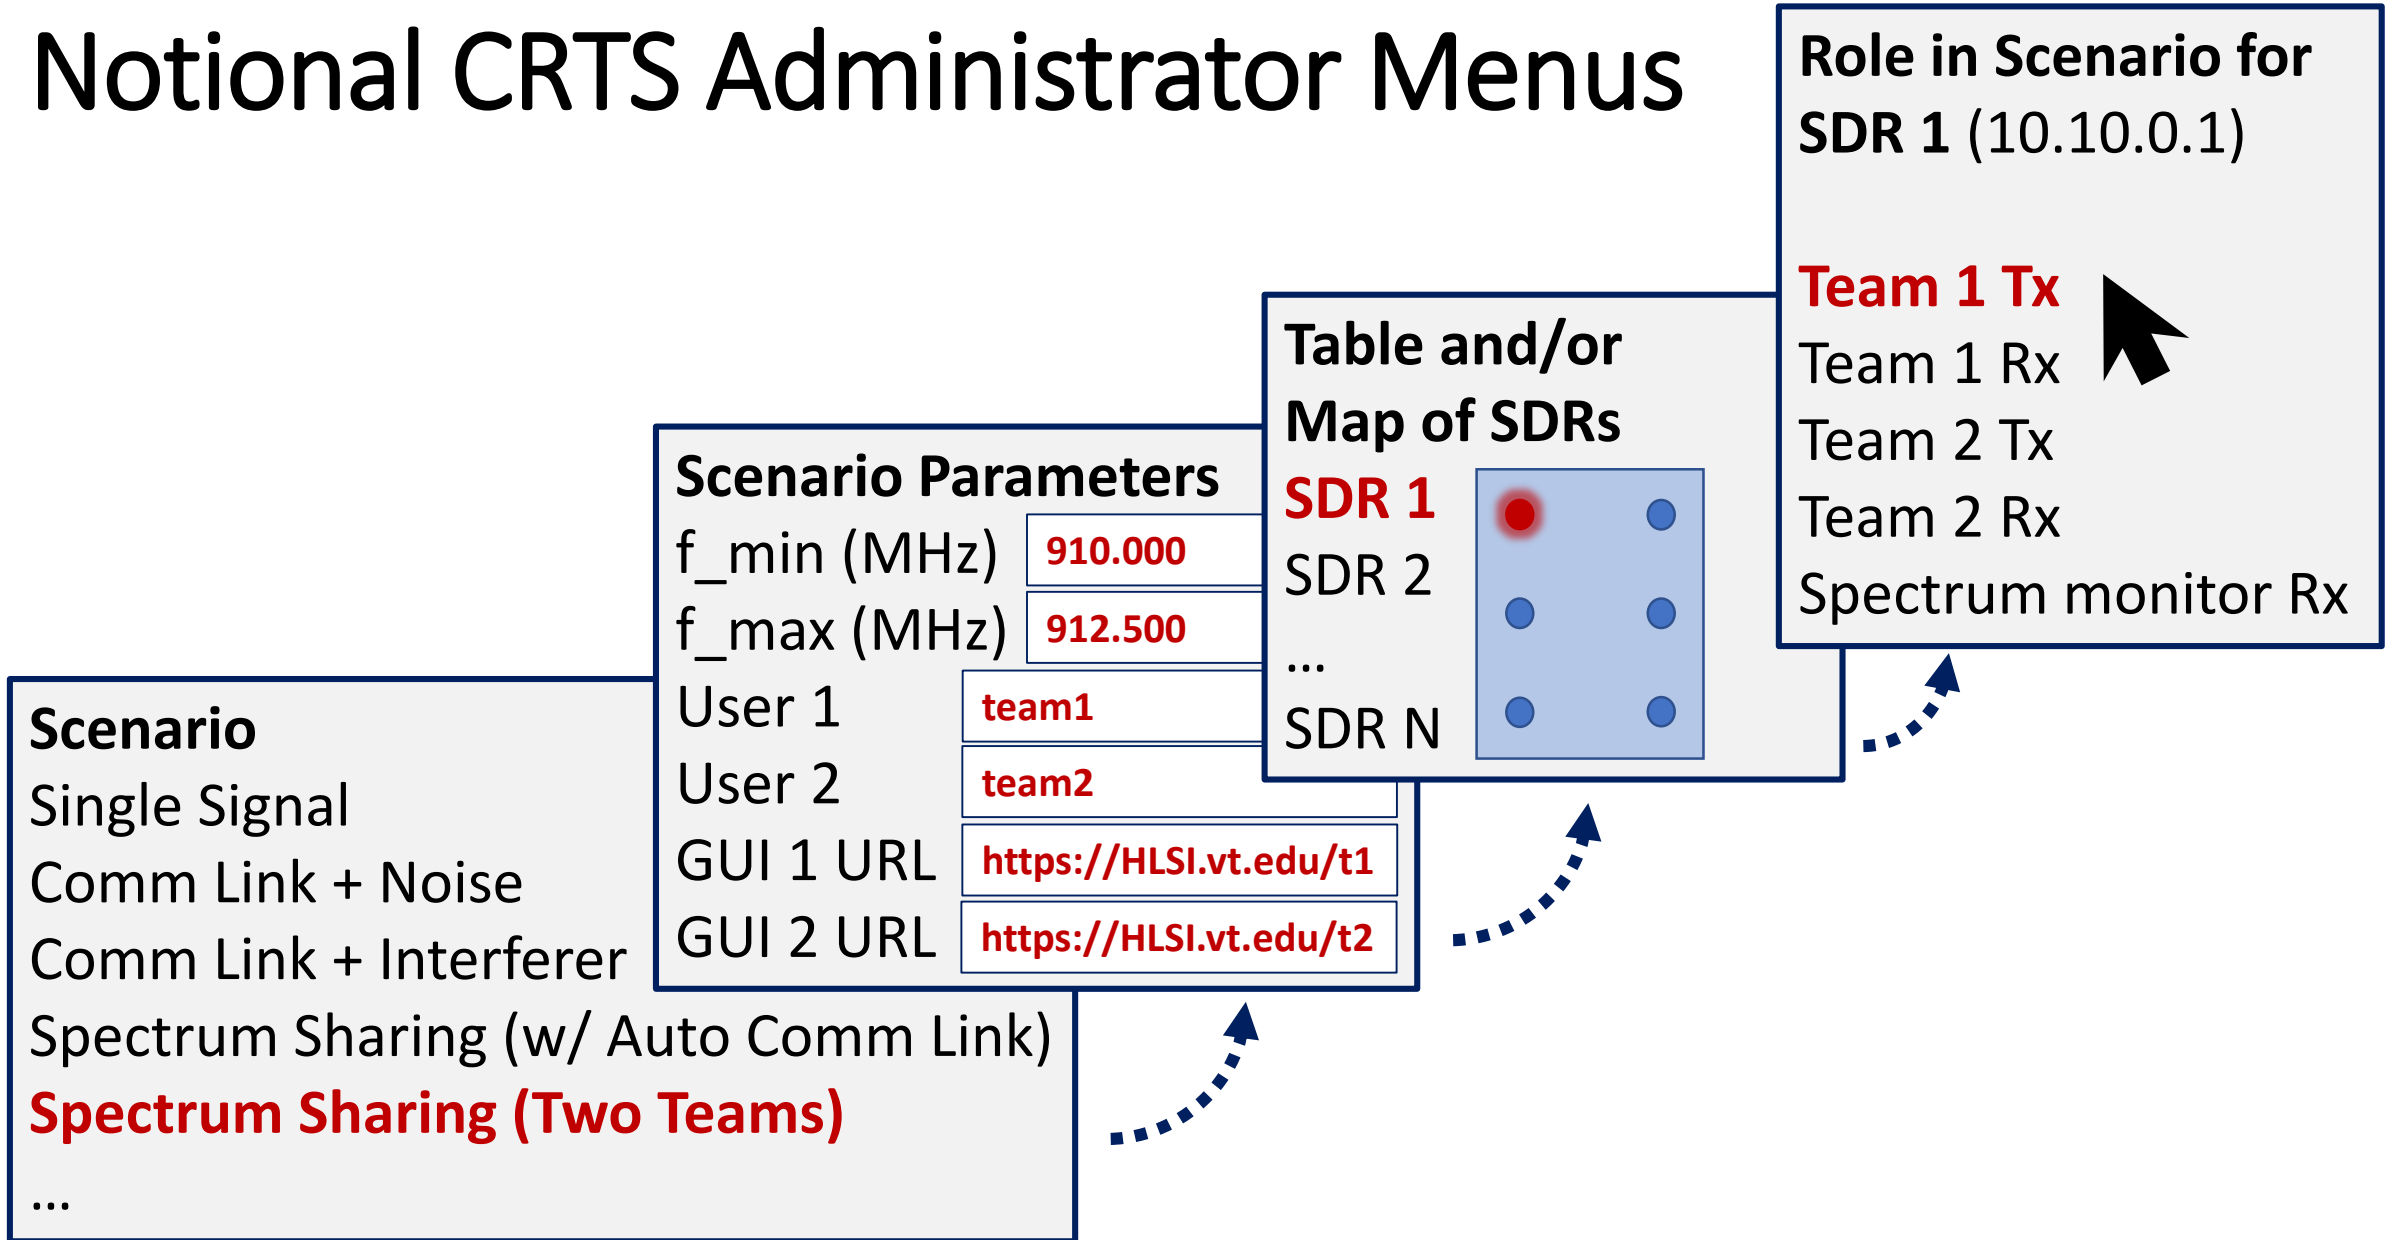 Notional CRTS Administrator Menus
Scenario
Single Signal
Comm Link + Noise
Comm Link + Interferer
Spectrum Sharing (w/ Auto Comm Link)
Spectrum Sharing (Two Teams)
...
Scenario Parameters
f_min (MHz) 910.000
f_max (MHz) 912.500
User 1 team1
User 2 team2
GUI 1 URL https://HLSI.vt.edu/t1
GUI 2 URL https://HLSI.vt.edu/t2
Table and/or
Map of SDRs
SDR 1
SDR 2
...
SDR N
Role in Scenario for
SDR 1 (10.10.0.1)
Team 1 Tx
Team 1 Rx
Team 2 Tx
Team 2 Rx
Spectrum monitor Rx